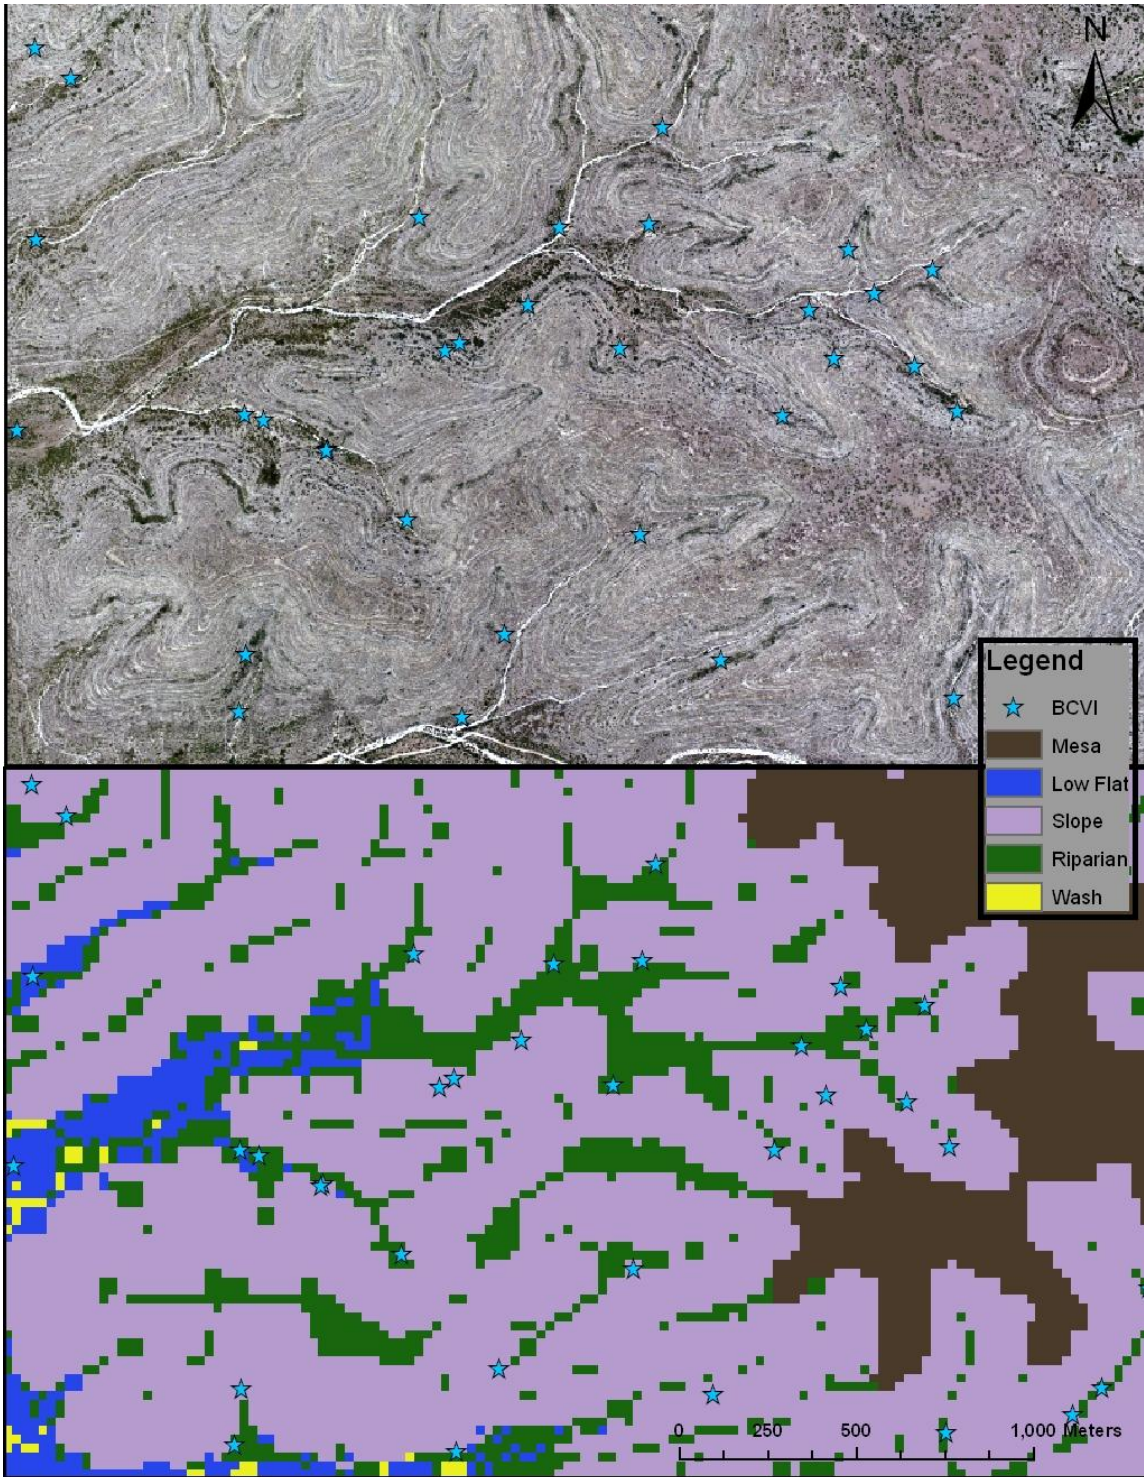 N
Legend
BCVI
Mesa
Low Flat
Slope
Riparian
Wash
0 250 500 1,000 Meters